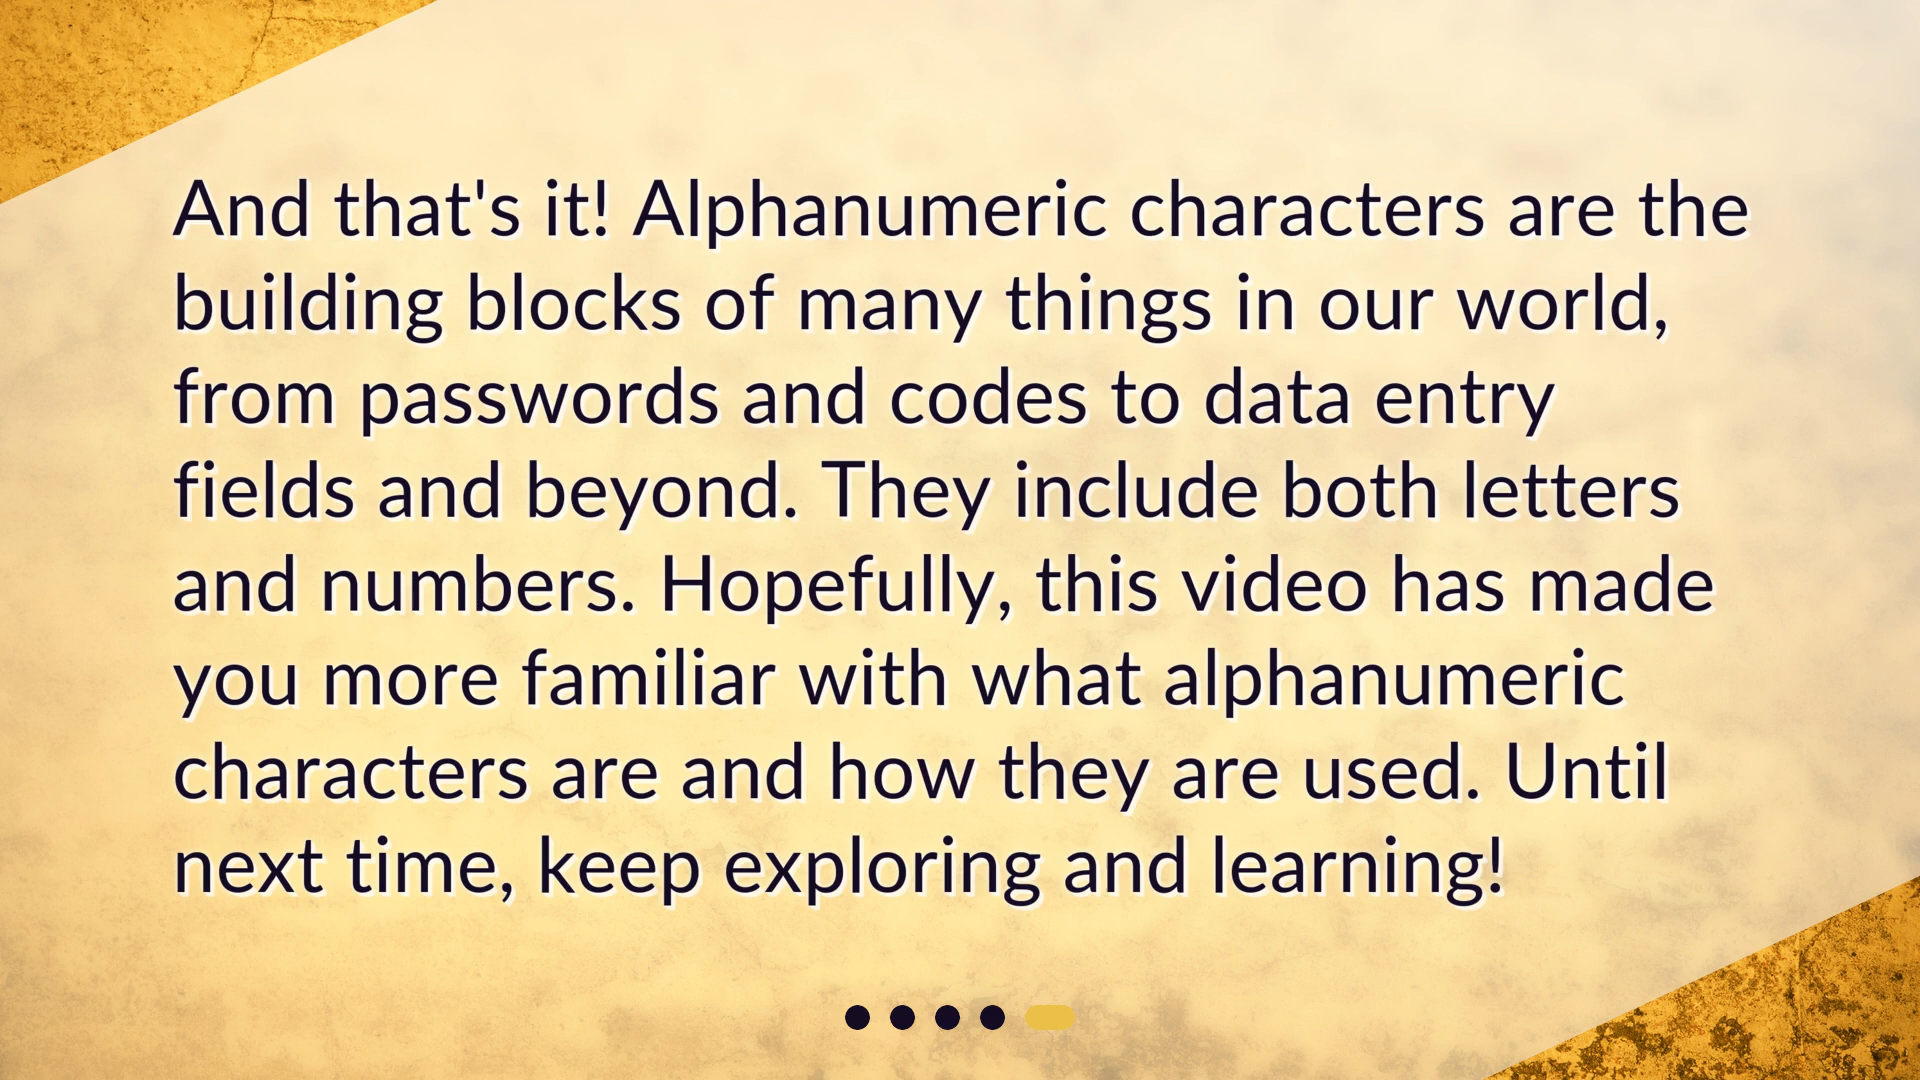 And that's it! Alphanumeric characters are the
building blocks of many things in our world,
from passwords and codes to data entry
fields and beyond. They include both letters
and numbers. Hopefully, this video has made
you more familiar with what alphanumeric
characters are and how they are used. Until
next time, keep exploring and learning!